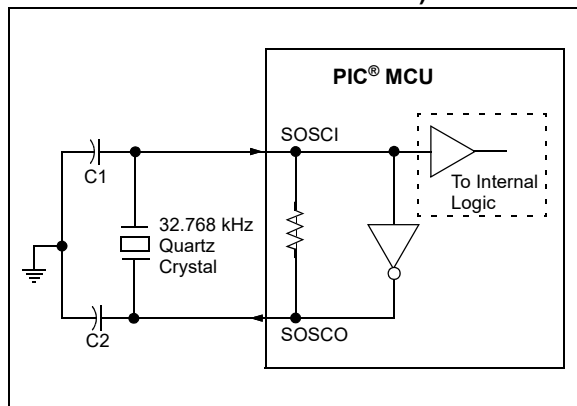 PIC® MCU
SOSCI
C1
To Internal
Logic
32.768 kHz
Quartz
Crystal
C2
SOSCO